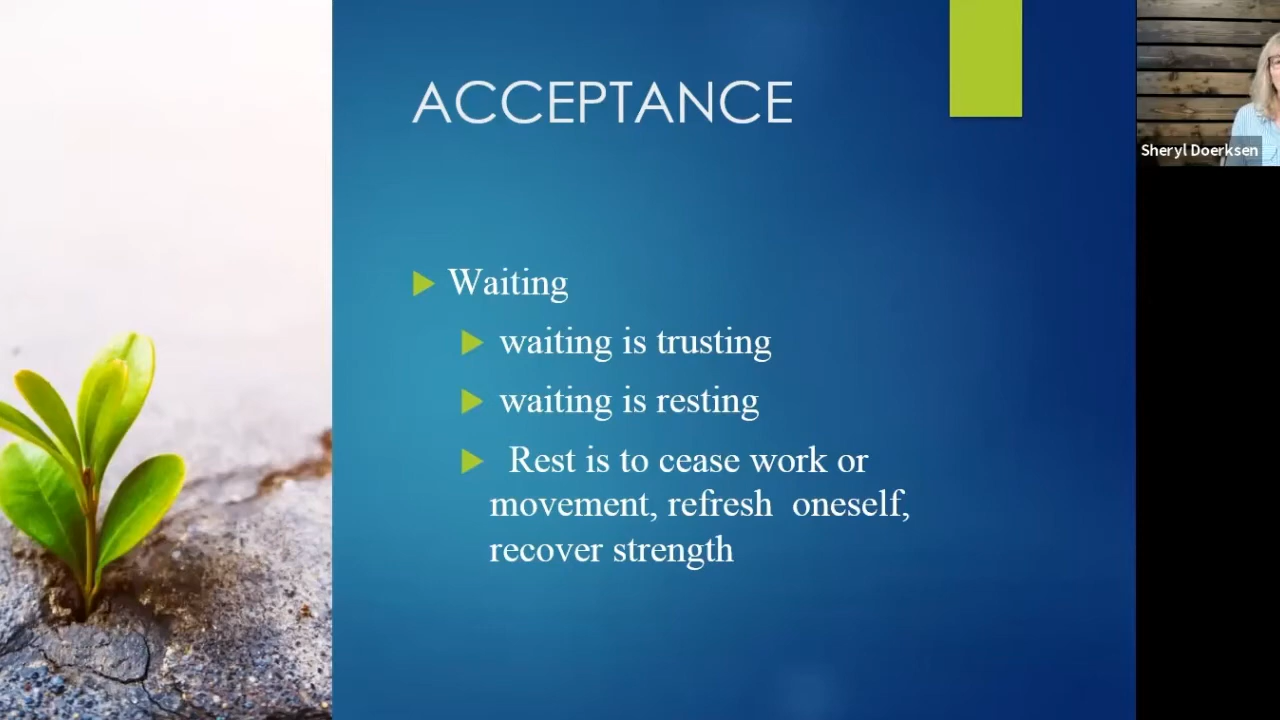 ACCEPTANCE
Waiting
waiting is trusting
waiting is resting
Rest is to cease work or
movement, refresh  oneself,
recover strength
Sheryl Doerksen